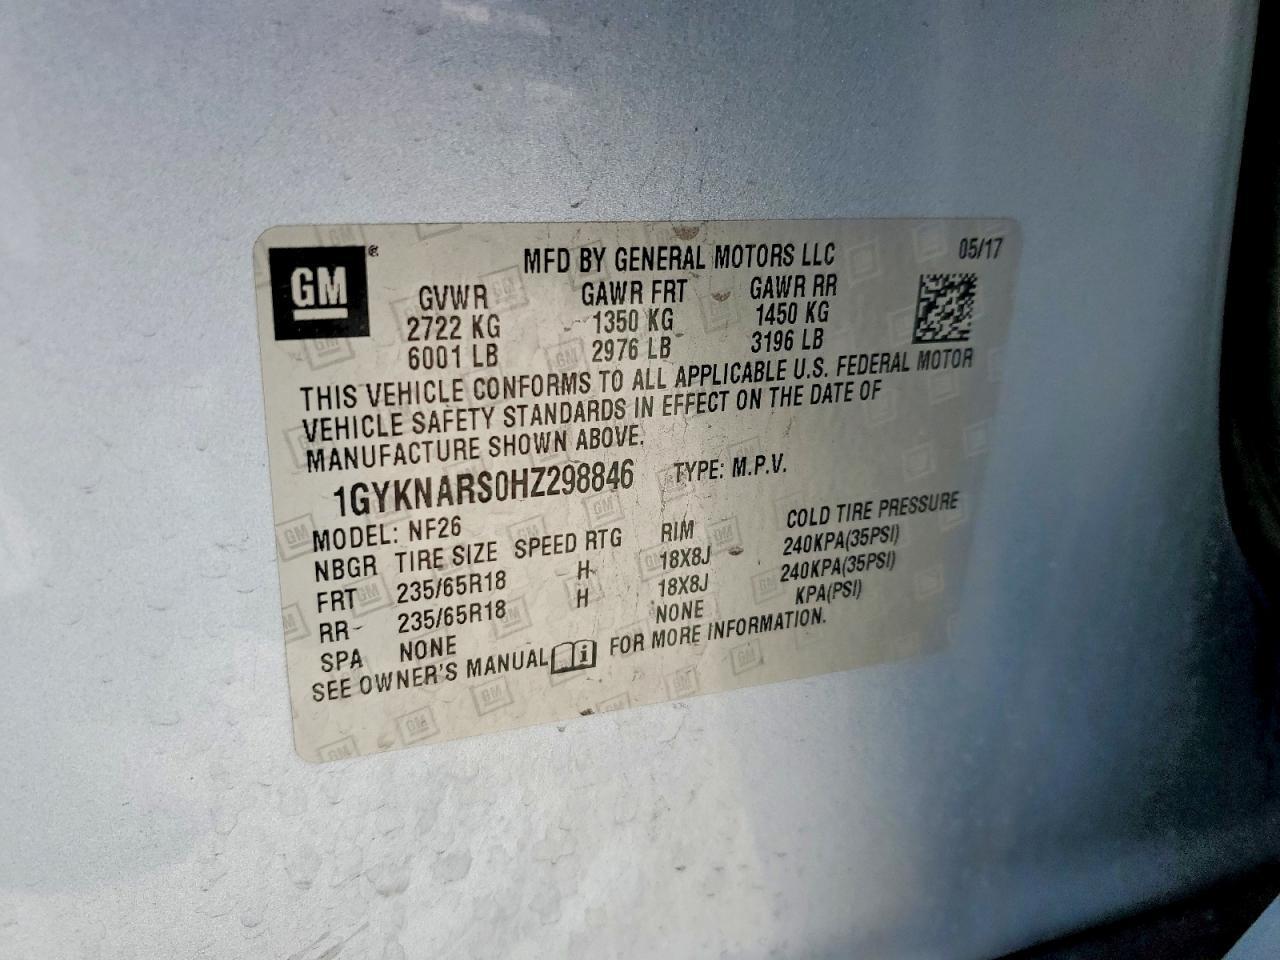 GM ®
MFD BY GENERAL MOTORS LLC 05/17
GVWR GAWR FRT GAWR RR
2722 KG 1350 KG 1450 KG
6001 LB 2976 LB 3196 LB
THIS VEHICLE CONFORMS TO ALL APPLICABLE U.S. FEDERAL MOTOR
VEHICLE SAFETY STANDARDS IN EFFECT ON THE DATE OF
MANUFACTURE SHOWN ABOVE.
1GYKNARS0HZ298846 TYPE: M.P.V.
MODEL: NF26
NBGR TIRE SIZE SPEED RTG RIM COLD TIRE PRESSURE
FRT 235/65R18 H 18X8J 240KPA(35PSI)
RR 235/65R18 H 18X8J 240KPA(35PSI)
SPA NONE NONE KPA(PSI)
SEE OWNER'S MANUAL FOR MORE INFORMATION.